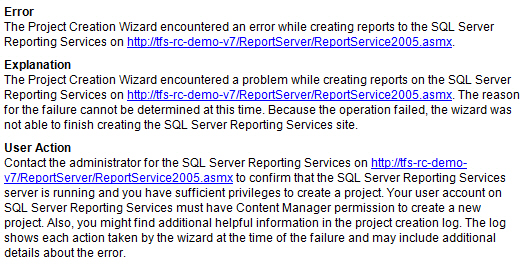 Error
The Project Creation Wizard encountered an error while creating reports to the SQL Server
Reporting Services on http://tfs-rc-demo-v7/ReportServer/ReportService2005.asmx.
Explanation
The Project Creation Wizard encountered a problem while creating reports on the SQL Server
Reporting Services on http://tfs-rc-demo-v7/ReportServer/ReportService2005.asmx. The reason
for the failure cannot be determined at this time. Because the operation failed, the wizard was
not able to finish creating the SQL Server Reporting Services site.
User Action
Contact the administrator for the SQL Server Reporting Services on http://tfs-rc-demo-
v7/ReportServer/ReportService2005.asmx to confirm that the SQL Server Reporting Services
server is running and you have sufficient privileges to create a project. Your user account on
SQL Server Reporting Services must have Content Manager permission to create a new
project. Also, you might find additional helpful information in the project creation log. The log
shows each action taken by the wizard at the time of the failure and may include additional
details about the error.